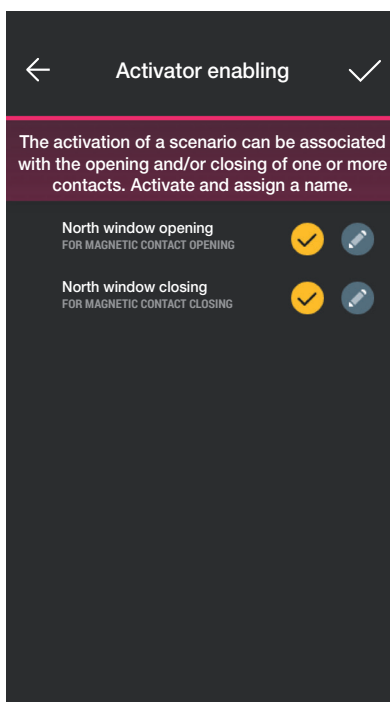 Activator enabling
The activation of a scenario can be associated
with the opening and/or closing of one or more
contacts. Activate and assign a name.
North window opening
FOR MAGNETIC CONTACT OPENING
North window closing
FOR MAGNETIC CONTACT CLOSING